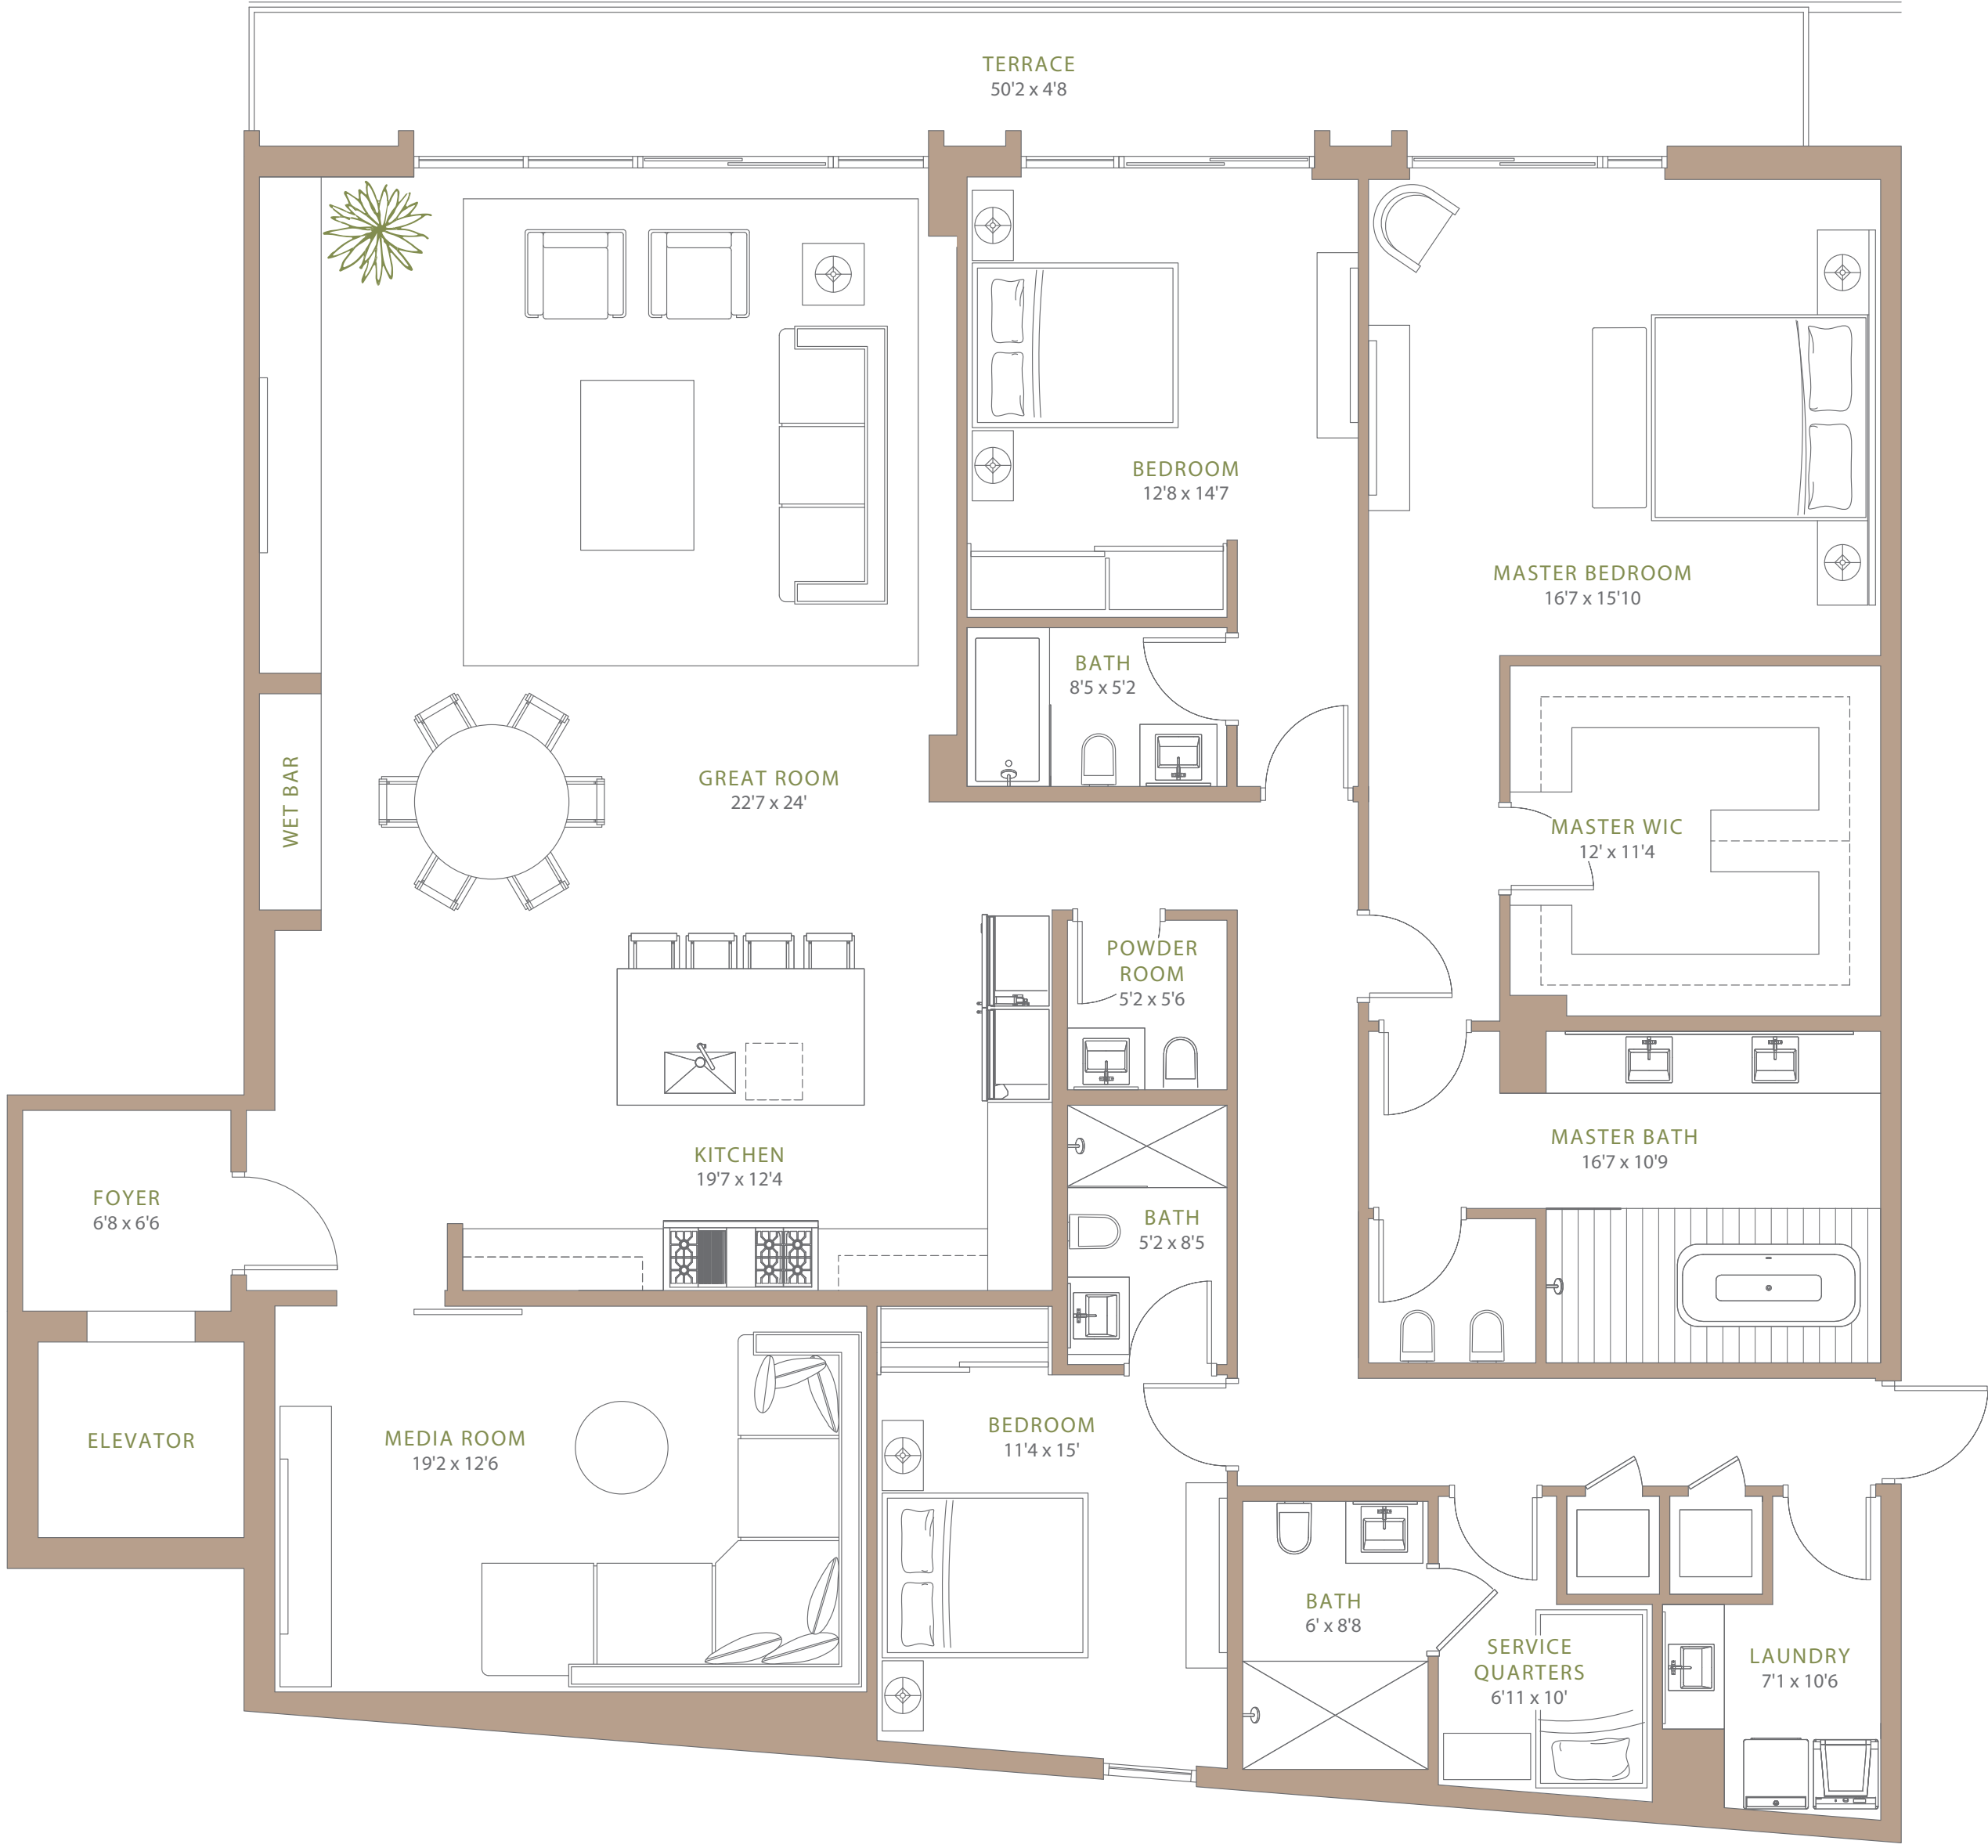 TERRACE
50'2 x 4'8
BEDROOM
12'8 x 14'7
MASTER BEDROOM
16'7 x 15'10
BATH
8'5 x 5'2
WET BAR
GREAT ROOM
22'7 x 24'
MASTER WIC
12' x 11'4
POWDER
ROOM
5'2 x 5'6
KITCHEN
19'7 x 12'4
MASTER BATH
16'7 x 10'9
FOYER
6'8 x 6'6
BATH
5'2 x 8'5
ELEVATOR
MEDIA ROOM
19'2 x 12'6
BEDROOM
11'4 x 15'
BATH
6' x 8'8
SERVICE
QUARTERS
6'11 x 10'
LAUNDRY
7'1 x 10'6